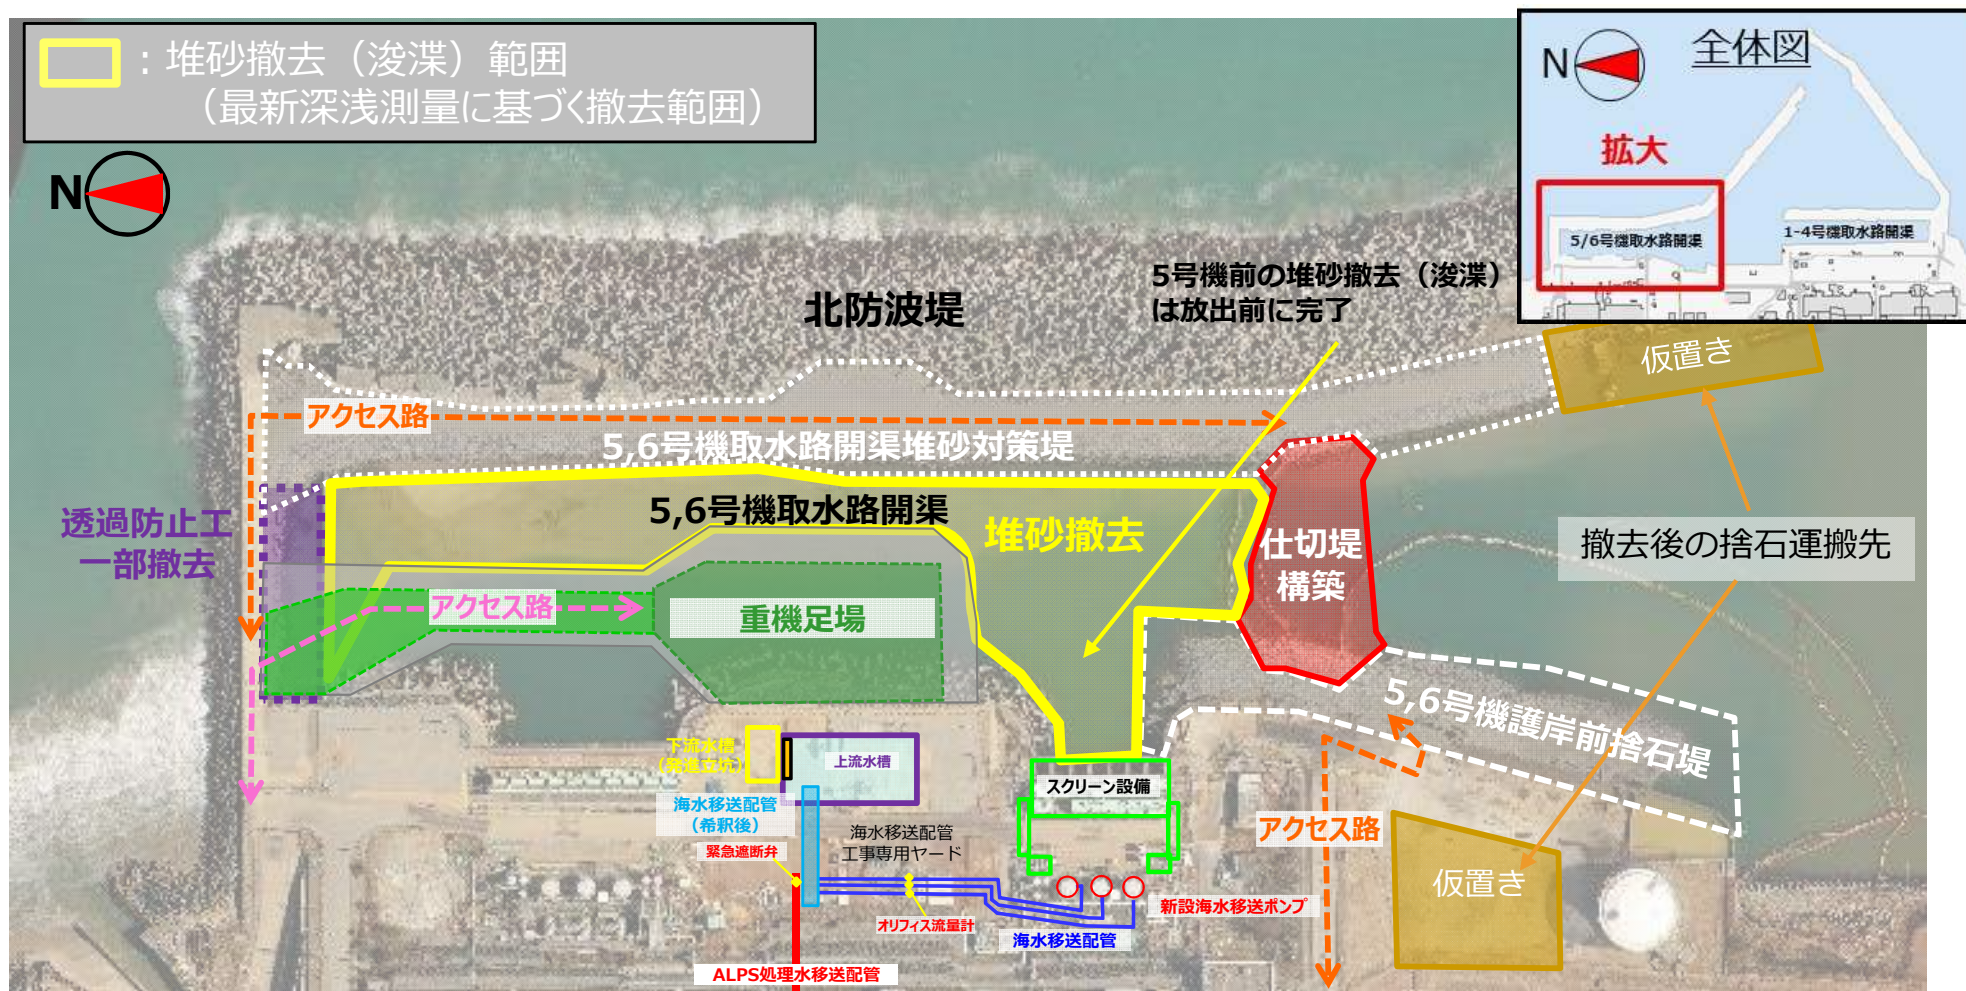 ：堆砂撤去（浚渫）範囲
（最新深浅測量に基づく撤去範囲）
N
N
全体図
拡大
5/6号機取水路開渠
1-4号機取水路開渠
北防波堤
5号機前の堆砂撤去（浚渫）
は放出前に完了
仮置き
アクセス路
5,6号機取水路開渠堆砂対策堤
透過防止工
一部撤去
5,6号機取水路開渠
堆砂撤去
仕切堤
構築
撤去後の捨石運搬先
アクセス路
重機足場
5,6号機護岸前捨石堤
下流水槽
（発進立坑）
上流水槽
スクリーン設備
海水移送配管
（希釈後）
海水移送配管
工事専用ヤード
緊急遮断弁
アクセス路
仮置き
新設海水移送ポンプ
オリフィス流量計
海水移送配管
ALPS処理水移送配管